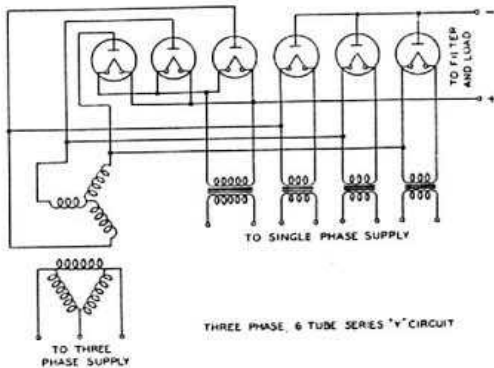 TO FILTER
AND LOAD
TO SINGLE PHASE SUPPLY
THREE PHASE, 6 TUBE SERIES "Y" CIRCUIT
TO THREE
PHASE SUPPLY